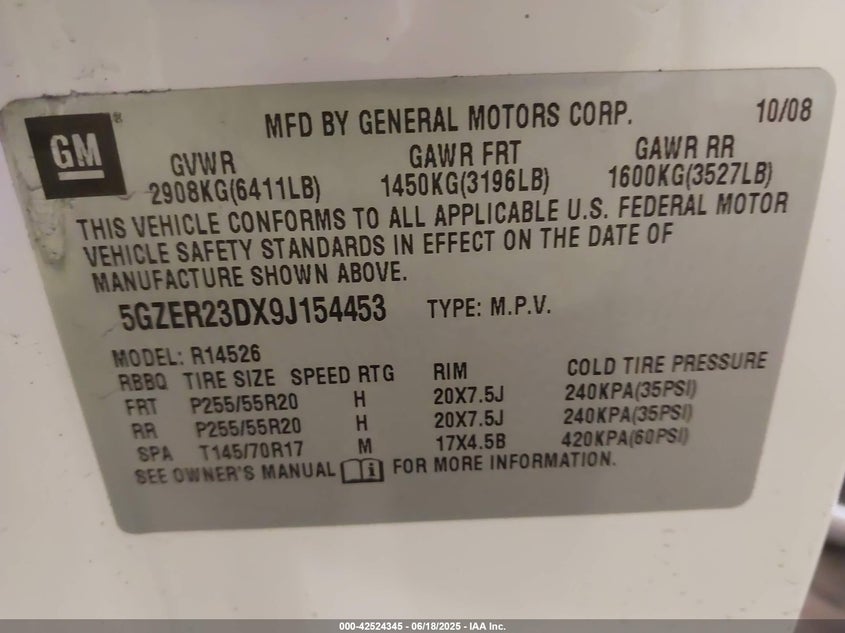 MFD BY GENERAL MOTORS CORP. 10/08
GM®
GVWR GAWR FRT GAWR RR
2908KG(6411LB) 1450KG(3196LB) 1600KG(3527LB)
THIS VEHICLE CONFORMS TO ALL APPLICABLE U.S. FEDERAL MOTOR
VEHICLE SAFETY STANDARDS IN EFFECT ON THE DATE OF
MANUFACTURE SHOWN ABOVE.
5GZER23DX9J154453 TYPE: M.P.V.
MODEL: R14526
RBBQ TIRE SIZE SPEED RTG RIM COLD TIRE PRESSURE
FRT P255/55R20 H 20X7.5J 240KPA(35PSI)
RR P255/55R20 H 20X7.5J 240KPA(35PSI)
SPA T145/70R17 M 17X4.5B 420KPA(60PSI)
SEE OWNER'S MANUAL i FOR MORE INFORMATION.
000-42524345 - 06/18/2025 - IAA Inc.